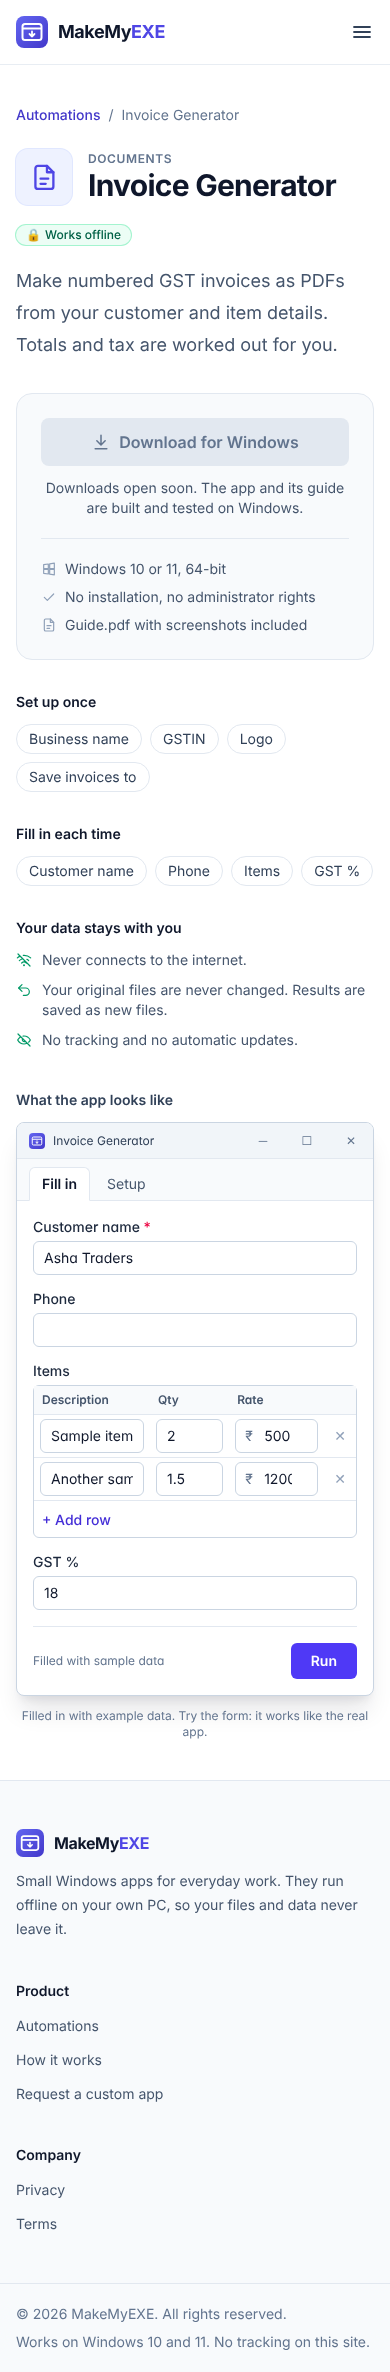 MakeMyEXE
Automations / Invoice Generator
DOCUMENTS
Invoice Generator
🔒 Works offline
Make numbered GST invoices as PDFs
from your customer and item details.
Totals and tax are worked out for you.
Download for Windows
Downloads open soon. The app and its guide
are built and tested on Windows.
Windows 10 or 11, 64-bit
No installation, no administrator rights
Guide.pdf with screenshots included
Set up once
Business name GSTIN Logo
Save invoices to
Fill in each time
Customer name Phone Items GST %
Your data stays with you
Never connects to the internet.
Your original files are never changed. Results are
saved as new files.
No tracking and no automatic updates.
What the app looks like
Invoice Generator
Fill in Setup
Customer name *
Asha Traders
Phone
Items
Description Qty Rate
Sample item 2 ₹ 500 ×
Another sam 1.5 ₹ 1200 ×
+ Add row
GST %
18
Filled with sample data Run
Filled in with example data. Try the form: it works like the real
app.
MakeMyEXE
Small Windows apps for everyday work. They run
offline on your own PC, so your files and data never
leave it.
Product
Automations
How it works
Request a custom app
Company
Privacy
Terms
© 2026 MakeMyEXE. All rights reserved.
Works on Windows 10 and 11. No tracking on this site.